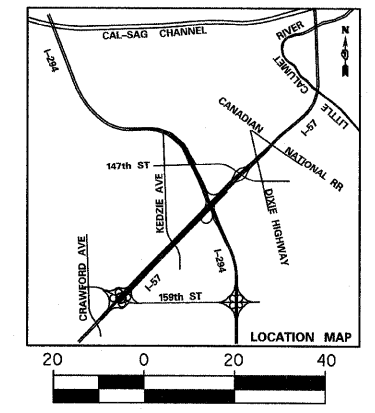 CAL-SAG CHANNEL
RIVER
N
I-294
CALUMET
LITTLE
CANADIAN
NATIONAL RR
I-57
147th ST
KEDZIE AVE
DIXIE HIGHWAY
CRAWFORD AVE
I-57
I-294
159th ST
LOCATION MAP
20 0 20 40